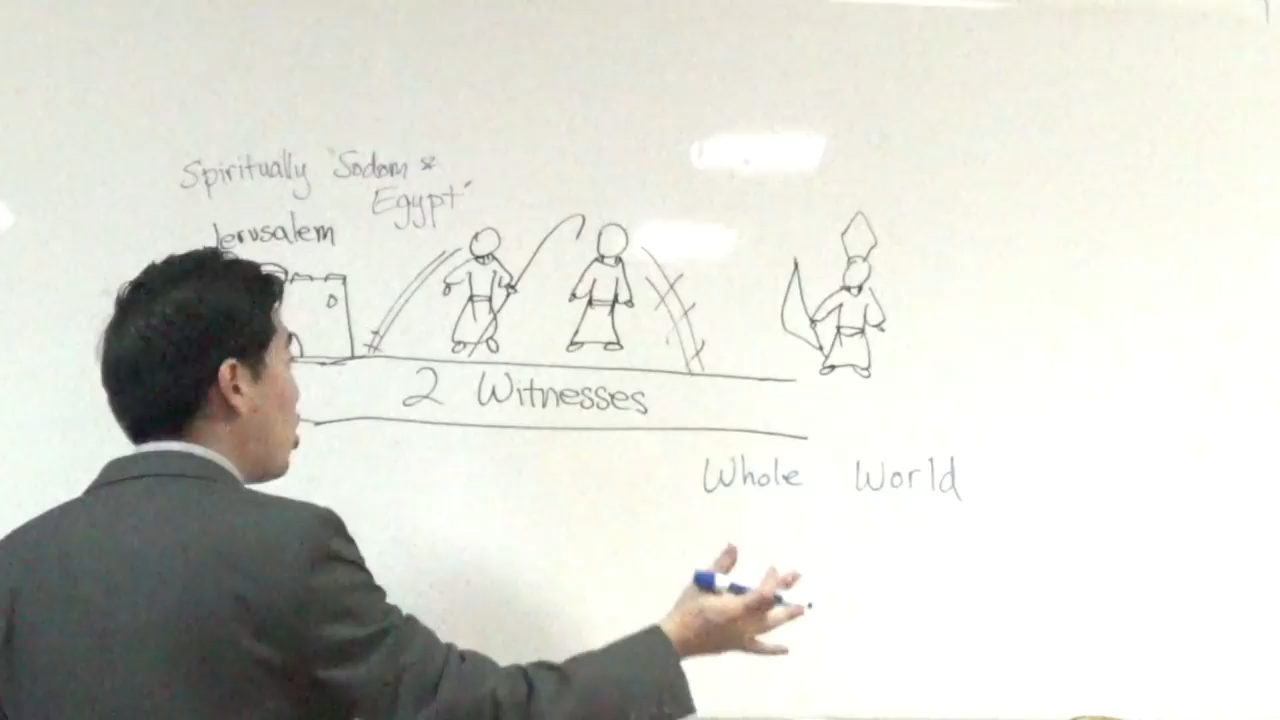 Spiritually "Sodom &
Egypt"
Jerusalem
2 Witnesses
Whole World